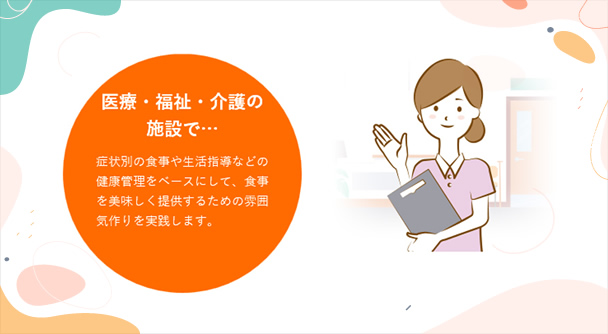 医療・福祉・介護の
施設で…
症状別の食事や生活指導などの
健康管理をベースにして、食事
を美味しく提供するための雰囲
気作りを実践します。